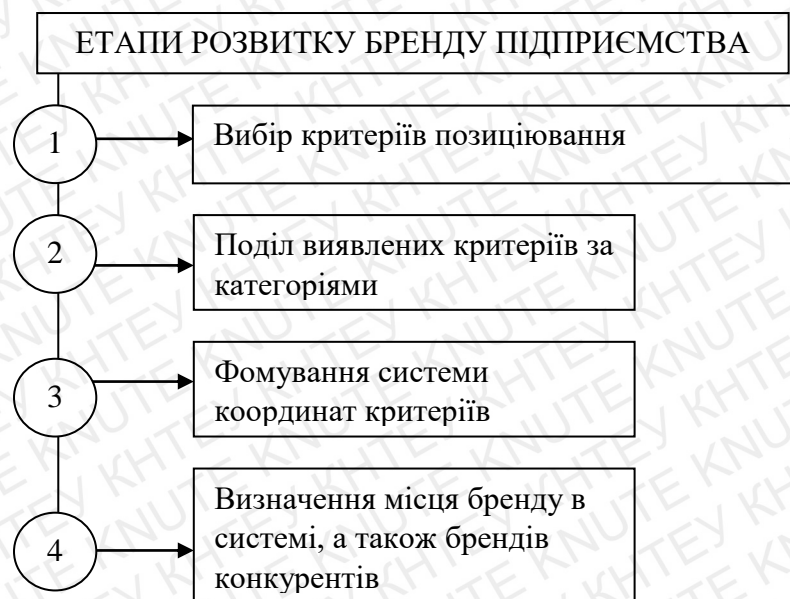 ЕТАПИ РОЗВИТКУ БРЕНДУ ПІДПРИЄМСТВА
1
Вибір критеріїв позиціювання
2
Поділ виявлених критеріїв за
категоріями
3
Фомування системи
координат критеріїв
4
Визначення місця бренду в
системі, а також брендів
конкурентів